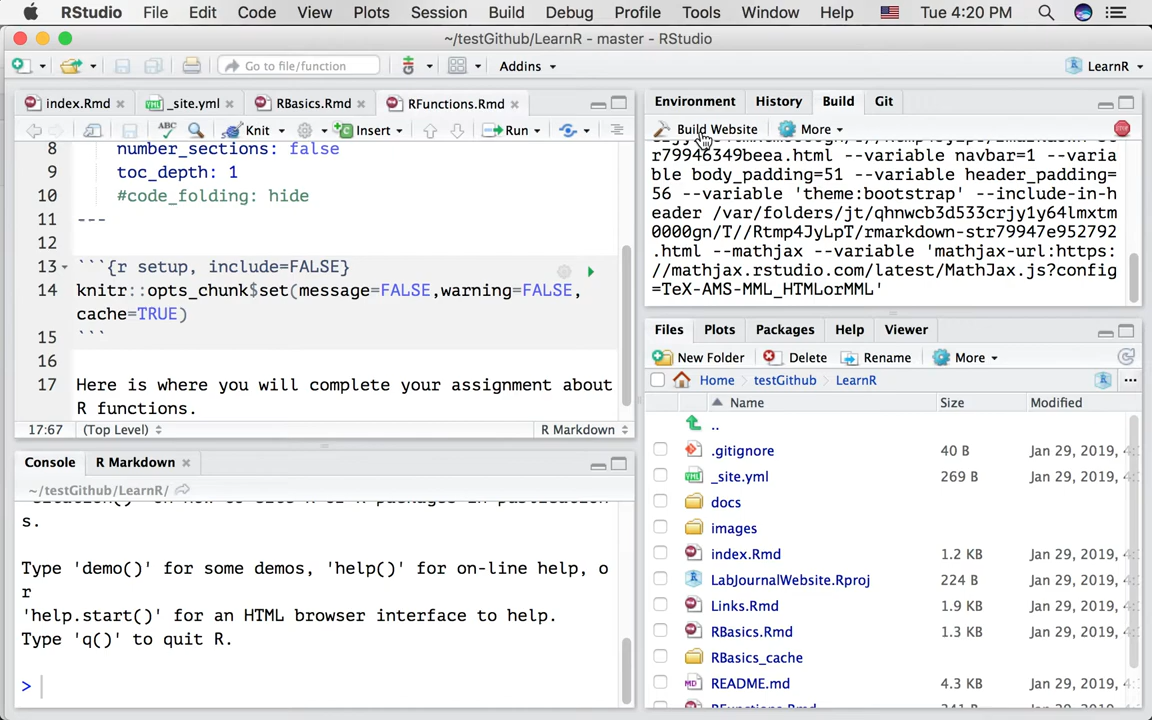 RStudio File Edit Code View Plots Session Build Debug Profile Tools Window Help Tue 4:20 PM
~/testGithub/LearnR - master - RStudio
Go to file/function Addins LearnR
index.Rmd _site.yml RBasics.Rmd RFunctions.Rmd
ABC Knit Insert Run
8 number_sections: false
9 toc_depth: 1
10 #code_folding: hide
11 ---
12
13 ```{r setup, include=FALSE}
14 knitr::opts_chunk$set(message=FALSE,warning=FALSE,
cache=TRUE)
15 ```
16
17 Here is where you will complete your assignment about
R functions.
17:67 (Top Level) R Markdown
Console R Markdown
~/testGithub/LearnR/
s.
Type 'demo()' for some demos, 'help()' for on-line help, o
r
'help.start()' for an HTML browser interface to help.
Type 'q()' to quit R.
>
Environment History Build Git
Build Website More
r79946349beea.html --variable navbar=1 --varia
ble body_padding=51 --variable header_padding=
56 --variable 'theme:bootstrap' --include-in-h
eader /var/folders/jt/qhnwcb3d533crjy1y64lmxtm
0000gn/T//Rtmp4JyLpT/rmarkdown-str79947e952792
.html --mathjax --variable 'mathjax-url:https:
//mathjax.rstudio.com/latest/MathJax.js?config
=TeX-AMS-MML_HTMLorMML'
Files Plots Packages Help Viewer
New Folder Delete Rename More
Home testGithub LearnR
Name Size Modified
..
.gitignore 40 B Jan 29, 2019, 4:
_site.yml 269 B Jan 29, 2019, 4:
docs
images
index.Rmd 1.2 KB Jan 29, 2019, 4:
LabJournalWebsite.Rproj 224 B Jan 29, 2019, 4:
Links.Rmd 1.9 KB Jan 29, 2019, 4:
RBasics.Rmd 1.3 KB Jan 29, 2019, 4:
RBasics_cache
README.md 4.3 KB Jan 29, 2019, 4: